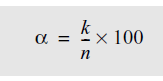 α = k/n × 100